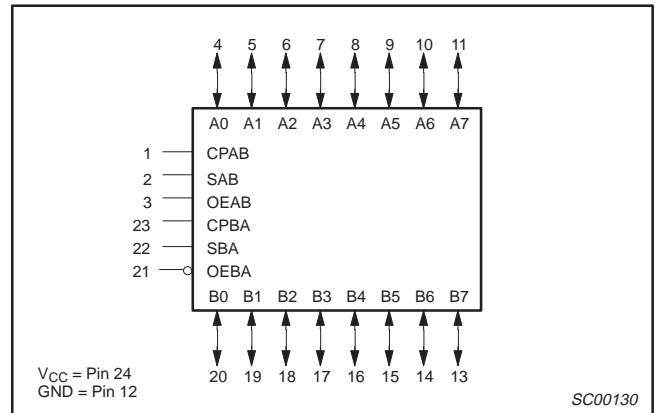 4 5 6 7 8 9 10 11
A0 A1 A2 A3 A4 A5 A6 A7
1 CPAB
2 SAB
3 OEAB
23 CPBA
22 SBA
21 OEBA
B0 B1 B2 B3 B4 B5 B6 B7
20 19 18 17 16 15 14 13
VCC = Pin 24
GND = Pin 12
SC00130